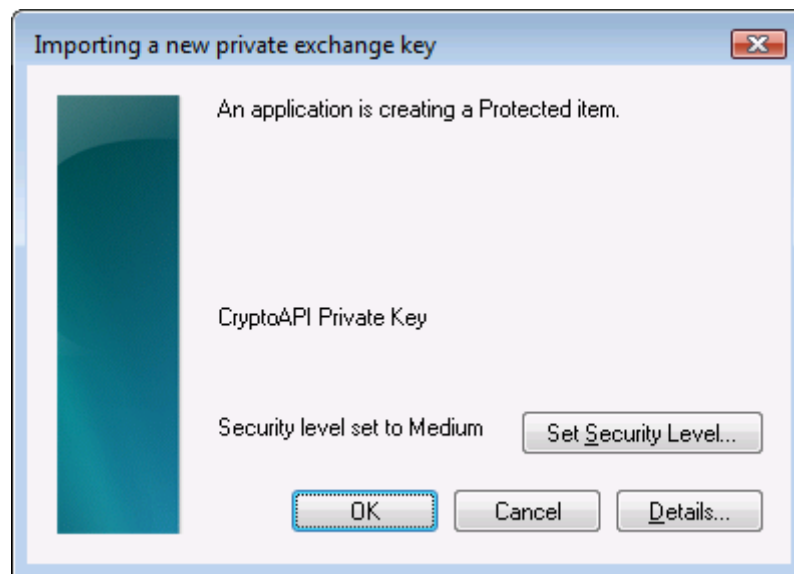 Importing a new private exchange key
An application is creating a Protected item.
CryptoAPI Private Key
Security level set to Medium
Set Security Level...
OK
Cancel
Details...